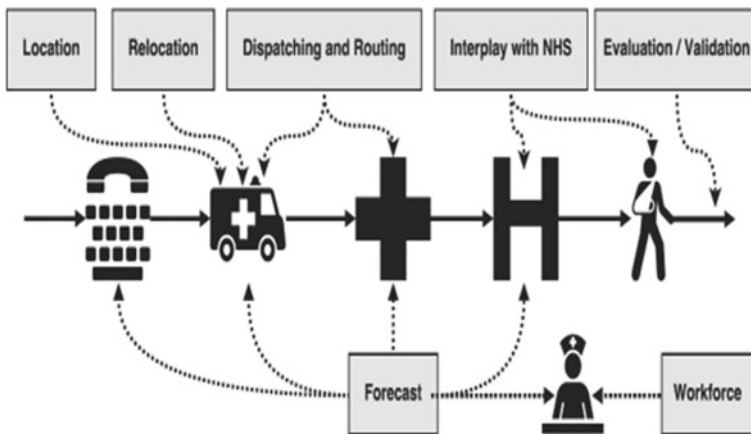 Location
Relocation
Dispatching and Routing
Interplay with NHS
Evaluation / Validation
H
Forecast
Workforce